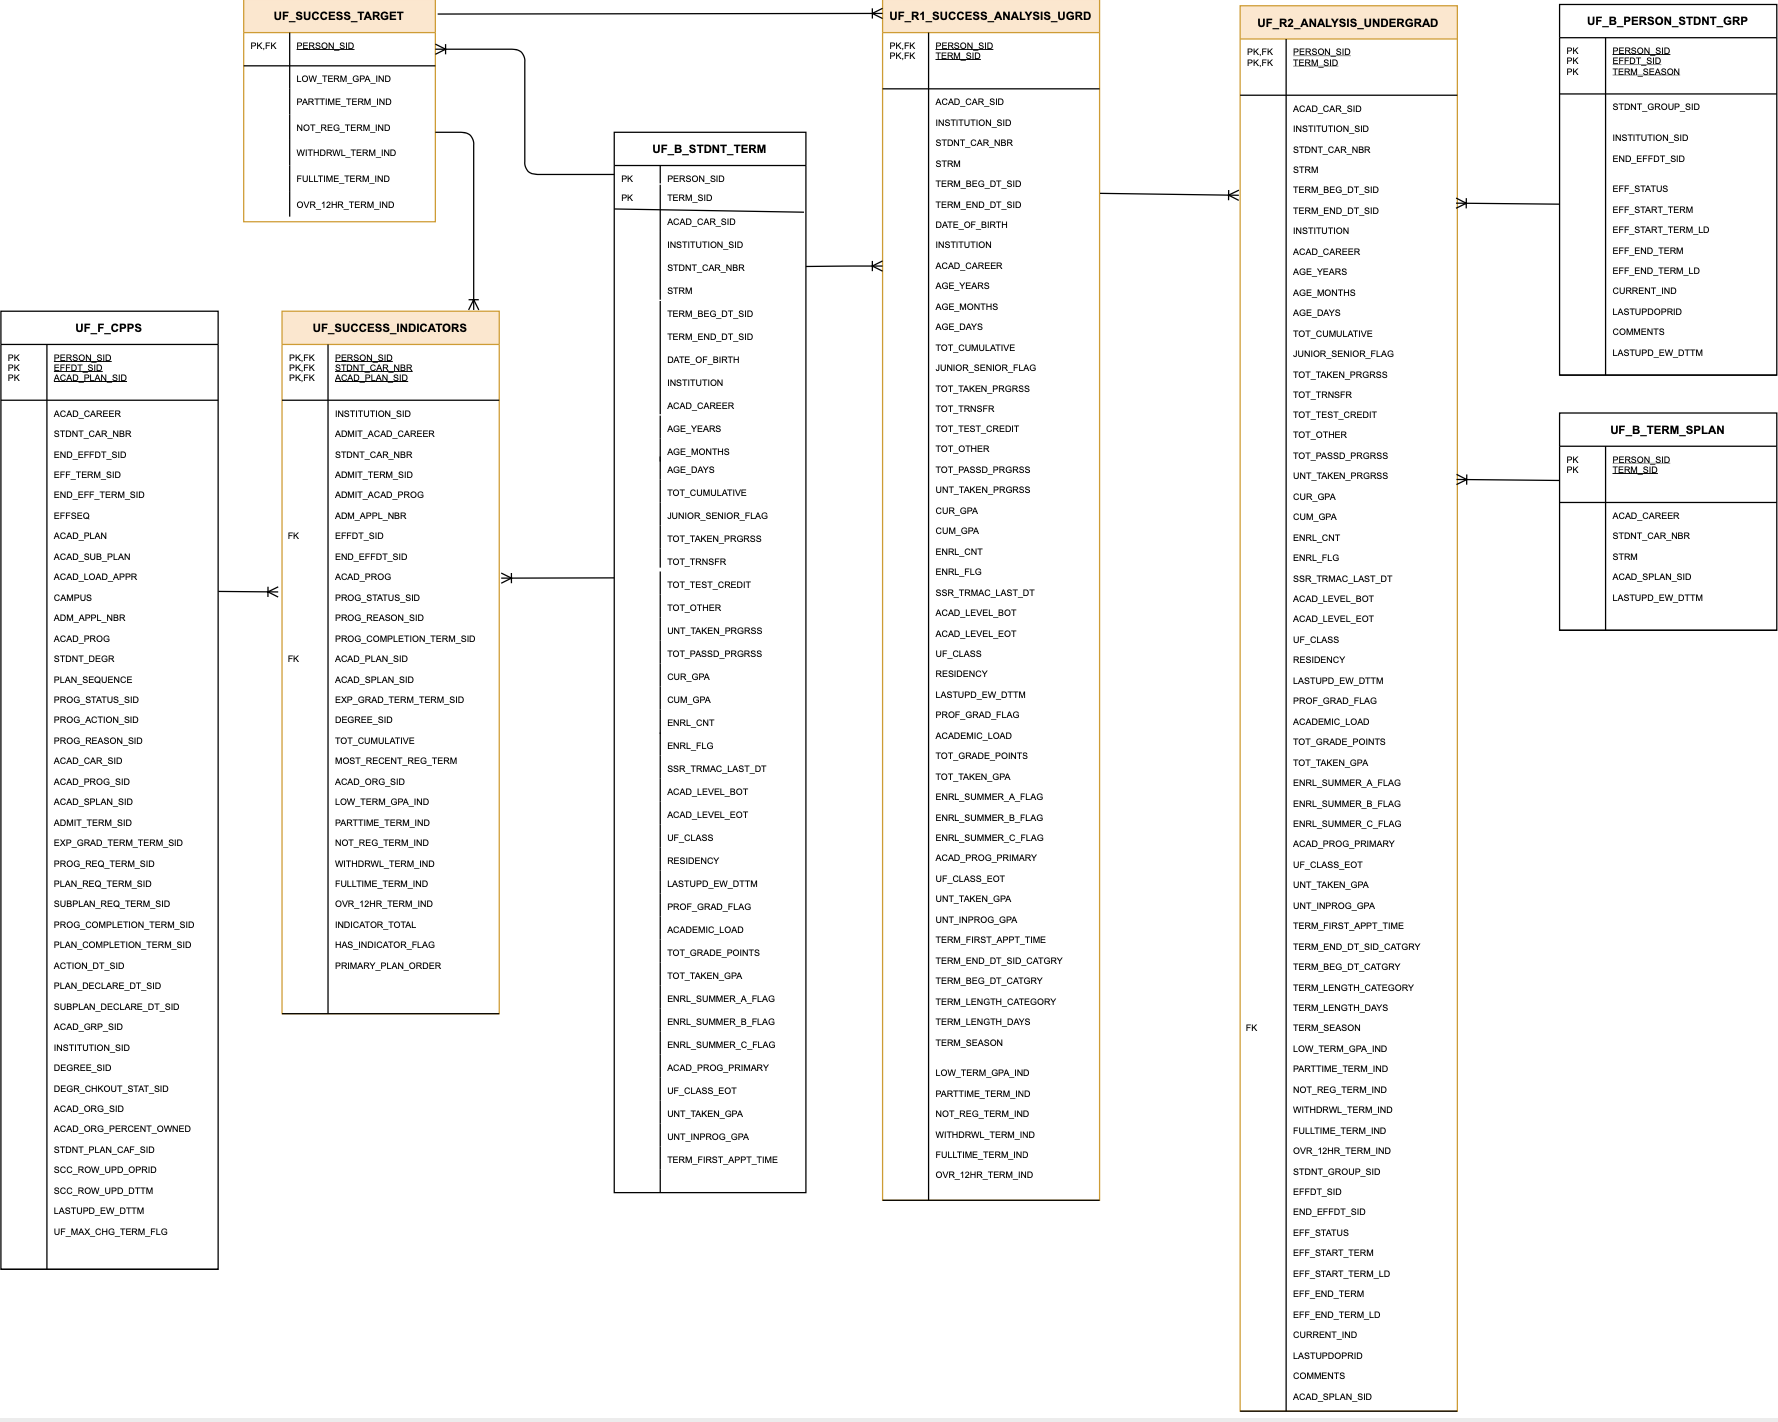 UF_SUCCESS_TARGET
PK,FK PERSON_SID
LOW_TERM_GPA_IND
PARTTIME_TERM_IND
NOT_REG_TERM_IND
WITHDRWL_TERM_IND
FULLTIME_TERM_IND
OVR_12HR_TERM_IND
UF_F_CPPS
PK PERSON_SID
PK EFFDT_SID
PK ACAD_PLAN_SID
ACAD_CAREER
STDNT_CAR_NBR
END_EFFDT_SID
EFF_TERM_SID
END_EFF_TERM_SID
EFFSEQ
ACAD_PLAN
ACAD_SUB_PLAN
ACAD_LOAD_APPR
CAMPUS
ADM_APPL_NBR
ACAD_PROG
STDNT_DEGR
PLAN_SEQUENCE
PROG_STATUS_SID
PROG_ACTION_SID
PROG_REASON_SID
ACAD_CAR_SID
ACAD_PROG_SID
ACAD_SPLAN_SID
ADMIT_TERM_SID
EXP_GRAD_TERM_TERM_SID
PROG_REQ_TERM_SID
PLAN_REQ_TERM_SID
SUBPLAN_REQ_TERM_SID
PROG_COMPLETION_TERM_SID
PLAN_COMPLETION_TERM_SID
ACTION_DT_SID
PLAN_DECLARE_DT_SID
SUBPLAN_DECLARE_DT_SID
ACAD_GRP_SID
INSTITUTION_SID
DEGREE_SID
DEGR_CHKOUT_STAT_SID
ACAD_ORG_SID
ACAD_ORG_PERCENT_OWNED
STDNT_PLAN_CAF_SID
SCC_ROW_UPD_OPRID
SCC_ROW_UPD_DTTM
LASTUPD_EW_DTTM
UF_MAX_CHG_TERM_FLG
UF_SUCCESS_INDICATORS
PK,FK PERSON_SID
PK,FK STDNT_CAR_NBR
PK,FK ACAD_PLAN_SID
INSTITUTION_SID
ADMIT_ACAD_CAREER
STDNT_CAR_NBR
ADMIT_TERM_SID
ADMIT_ACAD_PROG
ADM_APPL_NBR
FK EFFDT_SID
END_EFFDT_SID
ACAD_PROG
PROG_STATUS_SID
PROG_REASON_SID
PROG_COMPLETION_TERM_SID
FK ACAD_PLAN_SID
ACAD_SPLAN_SID
EXP_GRAD_TERM_TERM_SID
DEGREE_SID
TOT_CUMULATIVE
MOST_RECENT_REG_TERM
ACAD_ORG_SID
LOW_TERM_GPA_IND
PARTTIME_TERM_IND
NOT_REG_TERM_IND
WITHDRWL_TERM_IND
FULLTIME_TERM_IND
OVR_12HR_TERM_IND
INDICATOR_TOTAL
HAS_INDICATOR_FLAG
PRIMARY_PLAN_ORDER
UF_B_STDNT_TERM
PK PERSON_SID
PK TERM_SID
ACAD_CAR_SID
INSTITUTION_SID
STDNT_CAR_NBR
STRM
TERM_BEG_DT_SID
TERM_END_DT_SID
DATE_OF_BIRTH
INSTITUTION
ACAD_CAREER
AGE_YEARS
AGE_MONTHS
AGE_DAYS
TOT_CUMULATIVE
JUNIOR_SENIOR_FLAG
TOT_TAKEN_PRGRSS
TOT_TRNSFR
TOT_TEST_CREDIT
TOT_OTHER
UNT_TAKEN_PRGRSS
TOT_PASSD_PRGRSS
CUR_GPA
CUM_GPA
ENRL_CNT
ENRL_FLG
SSR_TRMAC_LAST_DT
ACAD_LEVEL_BOT
ACAD_LEVEL_EOT
UF_CLASS
RESIDENCY
LASTUPD_EW_DTTM
PROF_GRAD_FLAG
ACADEMIC_LOAD
TOT_GRADE_POINTS
TOT_TAKEN_GPA
ENRL_SUMMER_A_FLAG
ENRL_SUMMER_B_FLAG
ENRL_SUMMER_C_FLAG
ACAD_PROG_PRIMARY
UF_CLASS_EOT
UNT_TAKEN_GPA
UNT_INPROG_GPA
TERM_FIRST_APPT_TIME
UF_R1_SUCCESS_ANALYSIS_UGRD
PK,FK PERSON_SID
PK,FK TERM_SID
ACAD_CAR_SID
INSTITUTION_SID
STDNT_CAR_NBR
STRM
TERM_BEG_DT_SID
TERM_END_DT_SID
DATE_OF_BIRTH
INSTITUTION
ACAD_CAREER
AGE_YEARS
AGE_MONTHS
AGE_DAYS
TOT_CUMULATIVE
JUNIOR_SENIOR_FLAG
TOT_TAKEN_PRGRSS
TOT_TRNSFR
TOT_TEST_CREDIT
TOT_OTHER
TOT_PASSD_PRGRSS
UNT_TAKEN_PRGRSS
CUR_GPA
CUM_GPA
ENRL_CNT
ENRL_FLG
SSR_TRMAC_LAST_DT
ACAD_LEVEL_BOT
ACAD_LEVEL_EOT
UF_CLASS
RESIDENCY
LASTUPD_EW_DTTM
PROF_GRAD_FLAG
ACADEMIC_LOAD
TOT_GRADE_POINTS
TOT_TAKEN_GPA
ENRL_SUMMER_A_FLAG
ENRL_SUMMER_B_FLAG
ENRL_SUMMER_C_FLAG
ACAD_PROG_PRIMARY
UF_CLASS_EOT
UNT_TAKEN_GPA
UNT_INPROG_GPA
TERM_FIRST_APPT_TIME
TERM_END_DT_SID_CATGRY
TERM_BEG_DT_CATGRY
TERM_LENGTH_CATEGORY
TERM_LENGTH_DAYS
TERM_SEASON
LOW_TERM_GPA_IND
PARTTIME_TERM_IND
NOT_REG_TERM_IND
WITHDRWL_TERM_IND
FULLTIME_TERM_IND
OVR_12HR_TERM_IND
UF_R2_ANALYSIS_UNDERGRAD
PK,FK PERSON_SID
PK,FK TERM_SID
ACAD_CAR_SID
INSTITUTION_SID
STDNT_CAR_NBR
STRM
TERM_BEG_DT_SID
TERM_END_DT_SID
INSTITUTION
ACAD_CAREER
AGE_YEARS
AGE_MONTHS
AGE_DAYS
TOT_CUMULATIVE
JUNIOR_SENIOR_FLAG
TOT_TAKEN_PRGRSS
TOT_TRNSFR
TOT_TEST_CREDIT
TOT_OTHER
TOT_PASSD_PRGRSS
UNT_TAKEN_PRGRSS
CUR_GPA
CUM_GPA
ENRL_CNT
ENRL_FLG
SSR_TRMAC_LAST_DT
ACAD_LEVEL_BOT
ACAD_LEVEL_EOT
UF_CLASS
RESIDENCY
LASTUPD_EW_DTTM
PROF_GRAD_FLAG
ACADEMIC_LOAD
TOT_GRADE_POINTS
TOT_TAKEN_GPA
ENRL_SUMMER_A_FLAG
ENRL_SUMMER_B_FLAG
ENRL_SUMMER_C_FLAG
ACAD_PROG_PRIMARY
UF_CLASS_EOT
UNT_TAKEN_GPA
UNT_INPROG_GPA
TERM_FIRST_APPT_TIME
TERM_END_DT_SID_CATGRY
TERM_BEG_DT_CATGRY
TERM_LENGTH_CATEGORY
TERM_LENGTH_DAYS
FK TERM_SEASON
LOW_TERM_GPA_IND
PARTTIME_TERM_IND
NOT_REG_TERM_IND
WITHDRWL_TERM_IND
FULLTIME_TERM_IND
OVR_12HR_TERM_IND
STDNT_GROUP_SID
EFFDT_SID
END_EFFDT_SID
EFF_STATUS
EFF_START_TERM
EFF_START_TERM_LD
EFF_END_TERM
EFF_END_TERM_LD
CURRENT_IND
LASTUPDOPRID
COMMENTS
ACAD_SPLAN_SID
UF_B_PERSON_STDNT_GRP
PK PERSON_SID
PK EFFDT_SID
PK TERM_SEASON
STDNT_GROUP_SID
INSTITUTION_SID
END_EFFDT_SID
EFF_STATUS
EFF_START_TERM
EFF_START_TERM_LD
EFF_END_TERM
EFF_END_TERM_LD
CURRENT_IND
LASTUPDOPRID
COMMENTS
LASTUPD_EW_DTTM
UF_B_TERM_SPLAN
PK PERSON_SID
PK TERM_SID
ACAD_CAREER
STDNT_CAR_NBR
STRM
ACAD_SPLAN_SID
LASTUPD_EW_DTTM